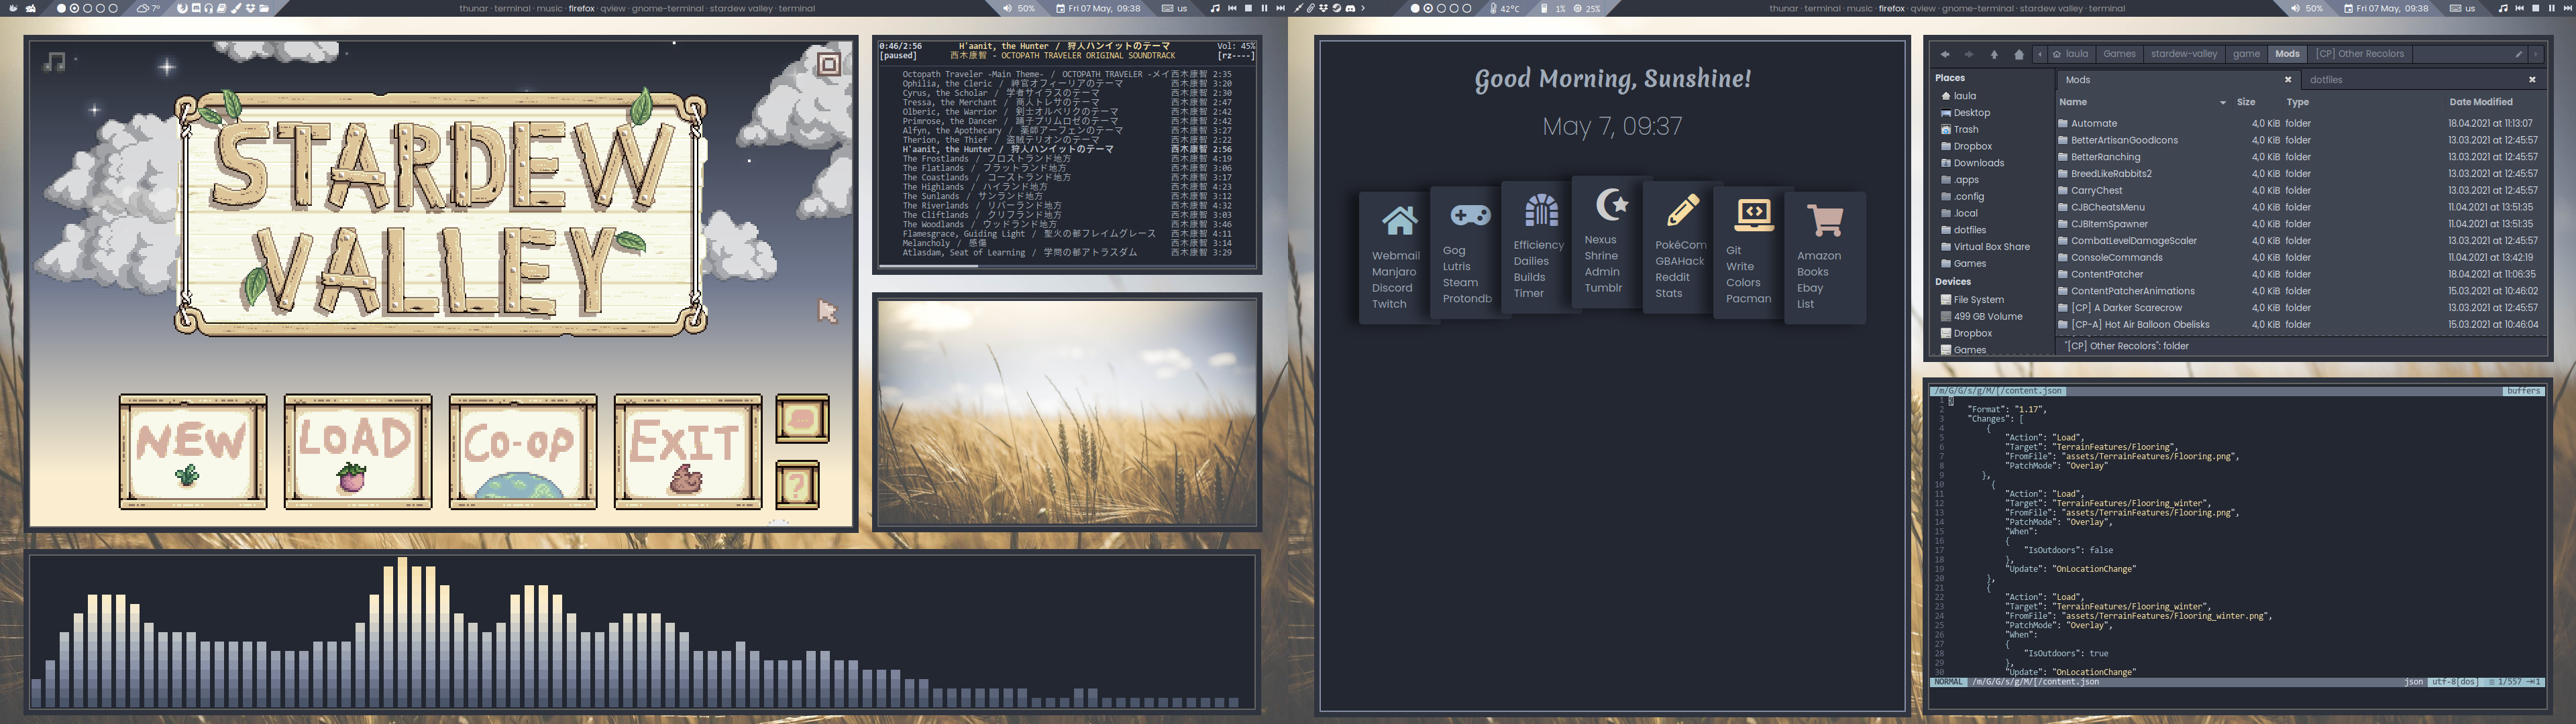 7°
thunar · terminal · music · firefox · qview · gnome-terminal · stardew valley · terminal
50%
Fri 07 May, 09:38
us
42°C
1%
25%
thunar · terminal · music · firefox · qview · gnome-terminal · stardew valley · terminal
50%
Fri 07 May, 09:38
us
STARDEW
VALLEY
NEW
LOAD
CO-OP
EXIT
?
0:46/2:56 H'aanit, the Hunter / 狩人ハンイットのテーマ Vol: 45%
[paused] 西木康智 - OCTOPATH TRAVELER ORIGINAL SOUNDTRACK [rz----]
Octopath Traveler -Main Theme- / OCTOPATH TRAVELER -メイ西木康智 2:35
Ophilia, the Cleric / 神官オフィーリアのテーマ 西木康智 3:20
Cyrus, the Scholar / 学者サイラスのテーマ 西木康智 2:30
Tressa, the Merchant / 商人トレサのテーマ 西木康智 2:47
Olberic, the Warrior / 剣士オルベリクのテーマ 西木康智 2:42
Primrose, the Dancer / 踊子プリムロゼのテーマ 西木康智 2:42
Alfyn, the Apothecary / 薬師アーフェンのテーマ 西木康智 3:27
Therion, the Thief / 盗賊テリオンのテーマ 西木康智 2:22
H'aanit, the Hunter / 狩人ハンイットのテーマ 西木康智 2:56
The Frostlands / フロストランド地方 西木康智 4:19
The Flatlands / フラットランド地方 西木康智 3:06
The Coastlands / コーストランド地方 西木康智 3:17
The Highlands / ハイランド地方 西木康智 4:23
The Sunlands / サンランド地方 西木康智 3:12
The Riverlands / リバーランド地方 西木康智 4:32
The Cliftlands / クリフランド地方 西木康智 3:03
The Woodlands / ウッドランド地方 西木康智 3:46
Flamesgrace, Guiding Light / 聖火の都フレイムグレース 西木康智 4:11
Melancholy / 感傷 西木康智 3:14
Atlasdam, Seat of Learning / 学問の都アトラスダム 西木康智 3:29
Good Morning, Sunshine!
May 7, 09:37
Webmail
Manjaro
Discord
Twitch
Gog
Lutris
Steam
Protondb
Efficiency
Dailies
Builds
Timer
Nexus
Shrine
Admin
Tumblr
PokéCom
GBAHack
Reddit
Stats
Git
Write
Colors
Pacman
Amazon
Books
Ebay
List
laula Games stardew-valley game Mods [CP] Other Recolors
Places
laula
Desktop
Trash
Dropbox
Downloads
.apps
.config
.local
dotfiles
Virtual Box Share
Games
Devices
File System
499 GB Volume
Dropbox
Games
Mods
dotfiles
Name Size Type Date Modified
Automate 4,0 KiB folder 18.04.2021 at 11:13:07
BetterArtisanGoodIcons 4,0 KiB folder 13.03.2021 at 12:45:57
BetterRanching 4,0 KiB folder 13.03.2021 at 12:45:57
BreedLikeRabbits2 4,0 KiB folder 13.03.2021 at 12:45:57
CarryChest 4,0 KiB folder 13.03.2021 at 12:45:57
CJBCheatsMenu 4,0 KiB folder 11.04.2021 at 13:51:35
CJBItemSpawner 4,0 KiB folder 11.04.2021 at 13:51:35
CombatLevelDamageScaler 4,0 KiB folder 13.03.2021 at 12:45:57
ConsoleCommands 4,0 KiB folder 11.04.2021 at 13:42:19
ContentPatcher 4,0 KiB folder 18.04.2021 at 11:06:35
ContentPatcherAnimations 4,0 KiB folder 15.03.2021 at 10:46:02
[CP] A Darker Scarecrow 4,0 KiB folder 13.03.2021 at 12:45:57
[CP-A] Hot Air Balloon Obelisks 4,0 KiB folder 15.03.2021 at 10:46:04
"[CP] Other Recolors": folder
/m/G/G/s/g/M/[/content.json buffers
1 {
2 "Format": "1.17",
3 "Changes": [
4 {
5 "Action": "Load",
6 "Target": "TerrainFeatures/Flooring",
7 "FromFile": "assets/TerrainFeatures/Flooring.png",
8 "PatchMode": "Overlay"
9 },
10 {
11 "Action": "Load",
12 "Target": "TerrainFeatures/Flooring_winter",
13 "FromFile": "assets/TerrainFeatures/Flooring.png",
14 "PatchMode": "Overlay",
15 "When":
16 {
17 "IsOutdoors": false
18 },
19 "Update": "OnLocationChange"
20 },
21 {
22 "Action": "Load",
23 "Target": "TerrainFeatures/Flooring_winter",
24 "FromFile": "assets/TerrainFeatures/Flooring_winter.png",
25 "PatchMode": "Overlay",
26 "When":
27 {
28 "IsOutdoors": true
29 },
30 "Update": "OnLocationChange"
NORMAL /m/G/G/s/g/M/[/content.json json utf-8[dos] 1/557 1